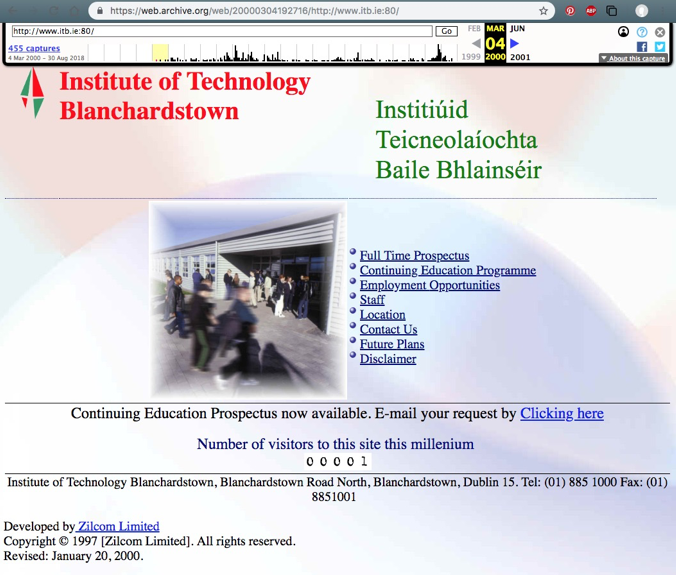 https://web.archive.org/web/20000304192716/http://www.itb.ie:80/
http://www.itb.ie:80/ Go FEB MAR JUN
455 captures 04
4 Mar 2000 – 30 Aug 2018 1999 2000 2001 ▼ About this capture
Institute of Technology
Blanchardstown
Institiúid
Teicneolaíochta
Baile Bhlainséir
Full Time Prospectus
Continuing Education Programme
Employment Opportunities
Staff
Location
Contact Us
Future Plans
Disclaimer
Continuing Education Prospectus now available. E-mail your request by Clicking here
Number of visitors to this site this millenium
0 0 0 0 1
Institute of Technology Blanchardstown, Blanchardstown Road North, Blanchardstown, Dublin 15. Tel: (01) 885 1000 Fax: (01)
8851001
Developed by Zilcom Limited
Copyright © 1997 [Zilcom Limited]. All rights reserved.
Revised: January 20, 2000.